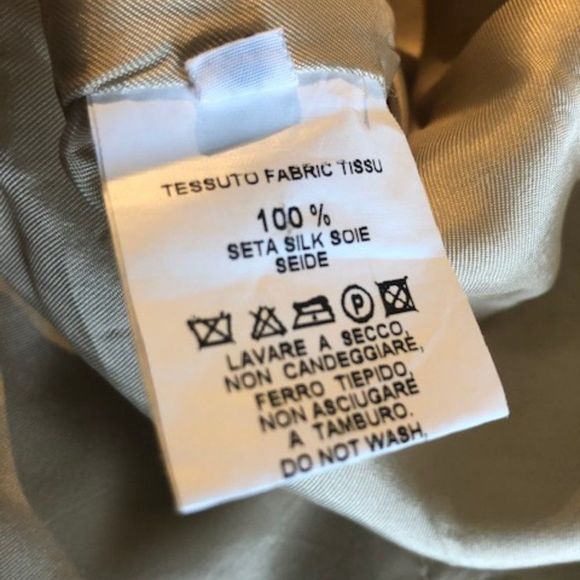 TESSUTO FABRIC TISSU
100 %
SETA SILK SOIE
SEIDE
P
LAVARE A SECCO,
NON CANDEGGIARE,
FERRO TIEPIDO,
NON ASCIUGARE
A TAMBURO.
DO NOT WASH,